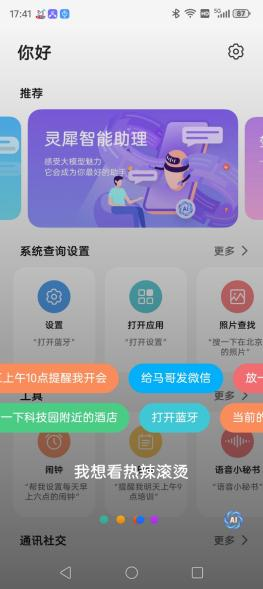 17:41
HD 5G 87
你好
推荐
灵犀智能助理
感受大模型魅力
它会成为你最好的助手
AI
系统查询设置
更多
设置
打开应用
照片查找
"打开蓝牙"
"打开设置"
"搜一下在北京
的照片"
上午10点提醒我开会
给马哥发微信
放一
工具
更多
一下科技园附近的酒店
打开蓝牙
当前的
闹钟
语音小秘书
我想看热辣滚烫
"帮我设置每天早
上六点的闹钟"
"提醒我明天上午9
点培训"
"语音小秘书"
AI
通讯社交
更多